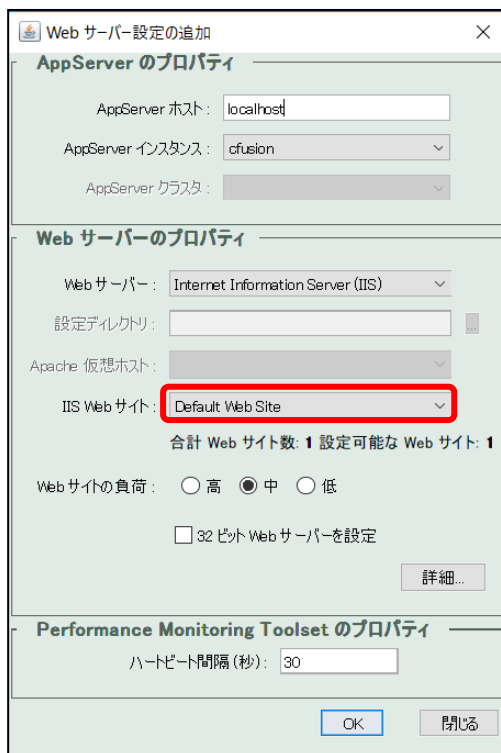 Web サーバー設定の追加
AppServer のプロパティ
AppServer ホスト : localhost
AppServer インスタンス : cfusion
AppServer クラスタ :
Web サーバーのプロパティ
Web サーバー : Internet Information Server (IIS)
設定ディレクトリ :
...
Apache 仮想ホスト :
IIS Web サイト : Default Web Site
合計 Web サイト数: 1 設定可能な Web サイト: 1
Web サイトの負荷 : 高 中 低
32 ビット Web サーバーを設定
詳細...
Performance Monitoring Toolset のプロパティ
ハートビート間隔 (秒) : 30
OK 閉じる